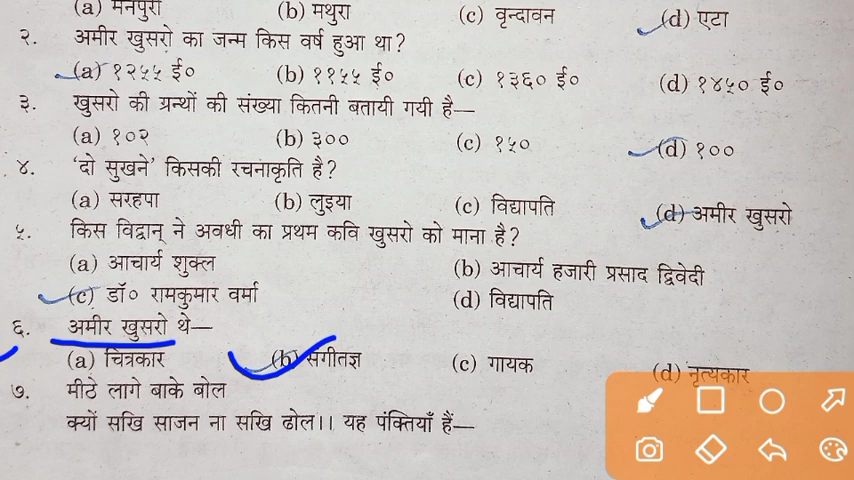 (a) मैनपुरी (b) मथुरा (c) वृन्दावन (d) एटा
२. अमीर खुसरो का जन्म किस वर्ष हुआ था?
(a) १२५५ ई० (b) ११५५ ई० (c) १३६० ई० (d) १४५० ई०
३. खुसरो की ग्रन्थों की संख्या कितनी बतायी गयी है—
(a) १०२ (b) ३०० (c) १५० (d) १००
४. 'दो सुखने' किसकी रचनाकृति है?
(a) सरहपा (b) लुइया (c) विद्यापति (d) अमीर खुसरो
५. किस विद्वान् ने अवधी का प्रथम कवि खुसरो को माना है?
(a) आचार्य शुक्ल (b) आचार्य हजारी प्रसाद द्विवेदी
(c) डॉ० रामकुमार वर्मा (d) विद्यापति
६. अमीर खुसरो थे—
(a) चित्रकार (b) संगीतज्ञ (c) गायक (d) नृत्यकार
७. मीठे लागे बाके बोल
क्यों सखि साजन ना सखि ढोल।। यह पंक्तियाँ हैं—